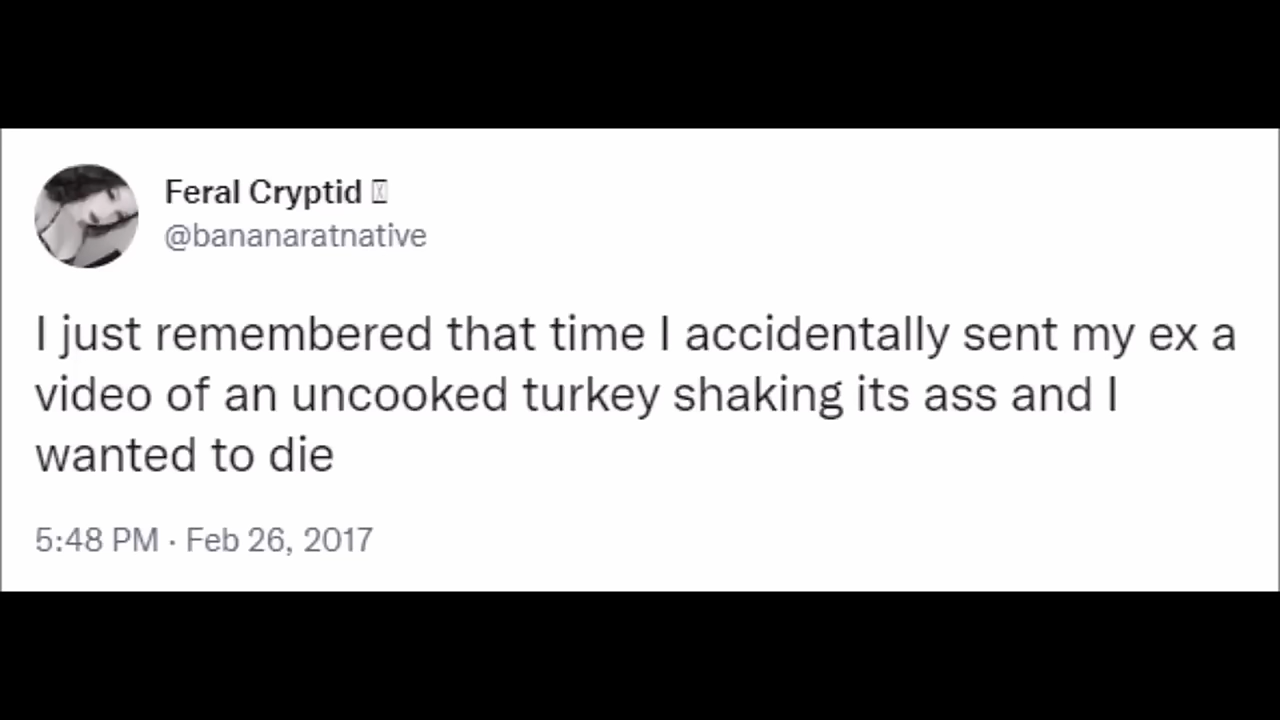 Feral Cryptid
@bananaratnative
I just remembered that time I accidentally sent my ex a
video of an uncooked turkey shaking its ass and I
wanted to die
5:48 PM · Feb 26, 2017